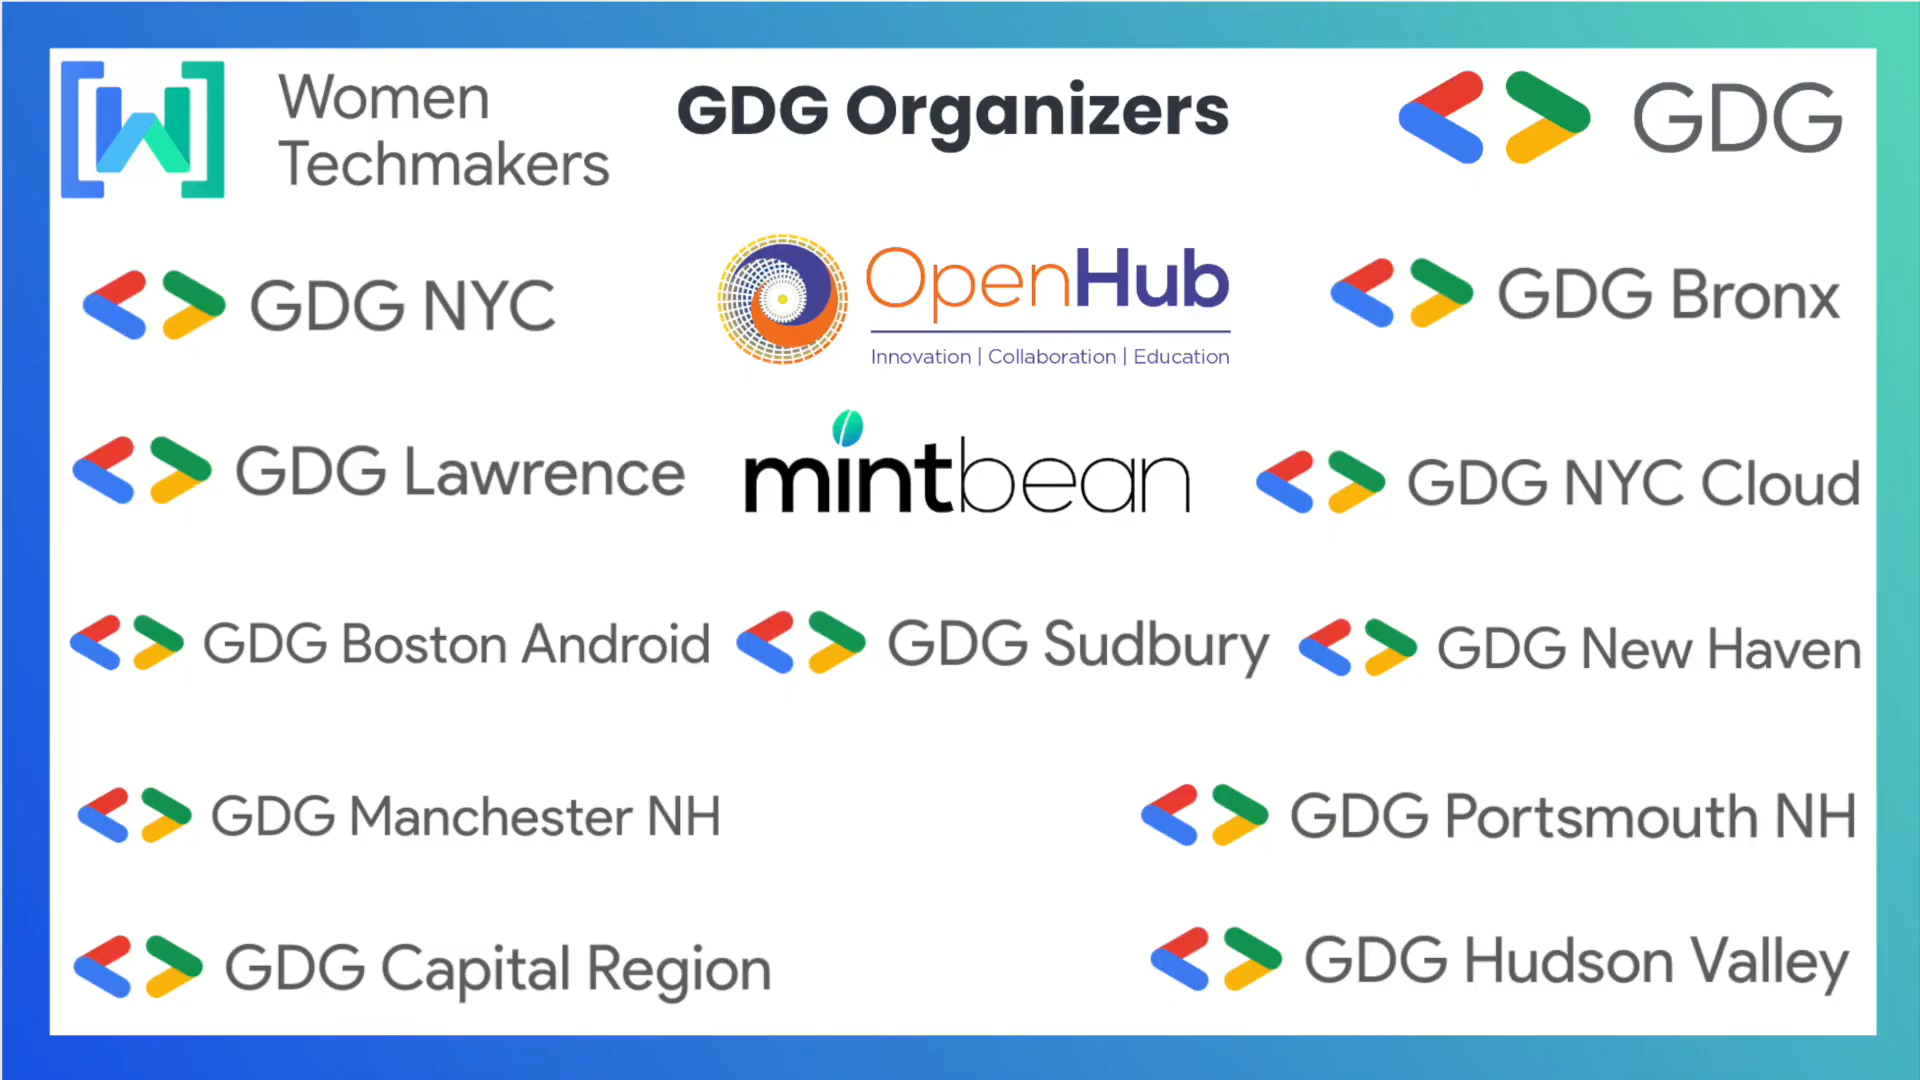 Women
Techmakers
GDG Organizers
GDG
GDG NYC
OpenHub
Innovation | Collaboration | Education
GDG Bronx
GDG Lawrence
mintbean
GDG NYC Cloud
GDG Boston Android
GDG Sudbury
GDG New Haven
GDG Manchester NH
GDG Portsmouth NH
GDG Capital Region
GDG Hudson Valley